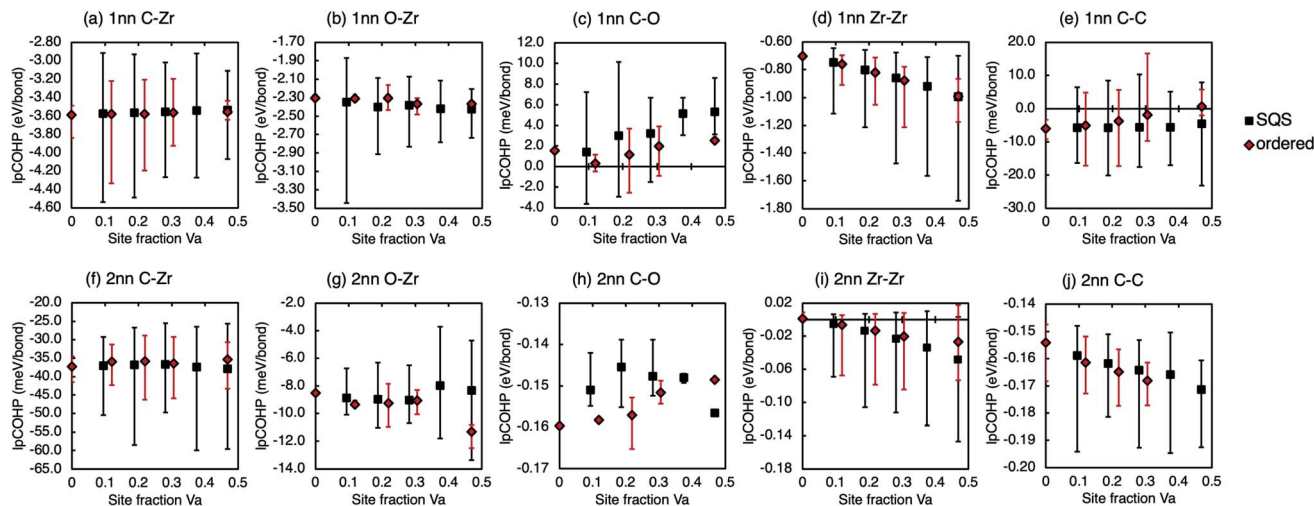 (a) 1nn C-Zr
IpCOHP (eV/bond)
-2.80
-3.00
-3.20
-3.40
-3.60
-3.80
-4.00
-4.20
-4.40
-4.60
0 0.1 0.2 0.3 0.4 0.5
Site fraction Va
(b) 1nn O-Zr
IpCOHP (eV/bond)
-1.70
-1.90
-2.10
-2.30
-2.50
-2.70
-2.90
-3.10
-3.30
-3.50
0 0.1 0.2 0.3 0.4 0.5
Site fraction Va
(c) 1nn C-O
IpCOHP (meV/bond)
12.0
10.0
8.0
6.0
4.0
2.0
0.0
-2.0
4.0
0 0.1 0.2 0.3 0.4 0.5
Site fraction Va
(d) 1nn Zr-Zr
IpCOHP (eV/bond)
-0.60
-0.80
-1.00
-1.20
-1.40
-1.60
-1.80
0 0.1 0.2 0.3 0.4 0.5
Site fraction Va
(e) 1nn C-C
IpCOHP (meV/bond)
20.0
10.0
0.0
-10.0
-20.0
-30.0
0 0.1 0.2 0.3 0.4 0.5
Site fraction Va
SQS
ordered
(f) 2nn C-Zr
IpCOHP (meV/bond)
-20.0
-25.0
-30.0
-35.0
-40.0
-45.0
-50.0
-55.0
-60.0
-65.0
0 0.1 0.2 0.3 0.4 0.5
Site fraction Va
(g) 2nn O-Zr
IpCOHP (meV/bond)
-2.0
-4.0
-6.0
-8.0
-10.0
-12.0
-14.0
0 0.1 0.2 0.3 0.4 0.5
Site fraction Va
(h) 2nn C-O
IpCOHP (eV/bond)
-0.13
-0.14
-0.15
-0.16
-0.17
0 0.1 0.2 0.3 0.4 0.5
Site fraction Va
(i) 2nn Zr-Zr
IpCOHP (eV/bond)
0.02
-0.02
-0.06
-0.10
-0.14
-0.18
0 0.1 0.2 0.3 0.4 0.5
Site fraction Va
(j) 2nn C-C
IpCOHP (eV/bond)
-0.14
-0.15
-0.16
-0.17
-0.18
-0.19
-0.20
0 0.1 0.2 0.3 0.4 0.5
Site fraction Va